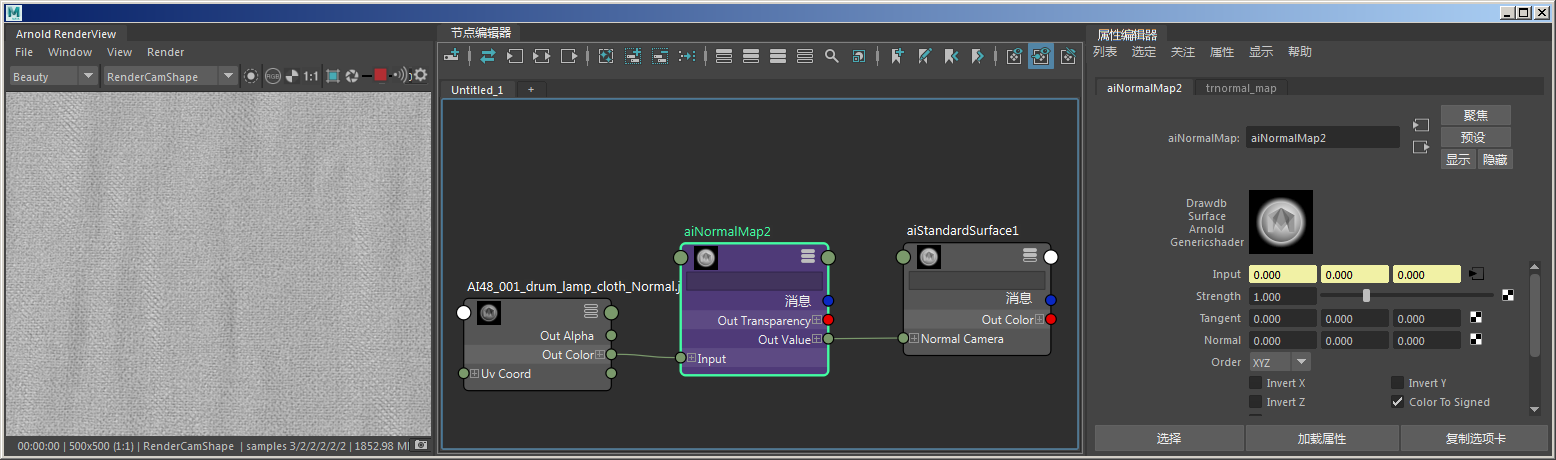 M
Arnold RenderView
File Window View Render
Beauty RenderCamShape RGB 1:1
00:00:00 | 500x500 (1:1) | RenderCamShape | samples 3/2/2/2/2/2 | 1852.98 M
节点编辑器
Untitled_1 +
aiNormalMap2
消息
Out Transparency
Out Value
Input
AI48_001_drum_lamp_cloth_Normal.j
Out Alpha
Out Color
Uv Coord
aiStandardSurface1
消息
Out Color
Normal Camera
属性编辑器
列表 选定 关注 属性 显示 帮助
aiNormalMap2 trnormal_map
聚焦
aiNormalMap: aiNormalMap2 预设
显示 隐藏
Drawdb
Surface
Arnold
Genericshader
Input 0.000 0.000 0.000
Strength 1.000
Tangent 0.000 0.000 0.000
Normal 0.000 0.000 0.000
Order XYZ
Invert X Invert Y
Invert Z Color To Signed
选择 加载属性 复制选项卡